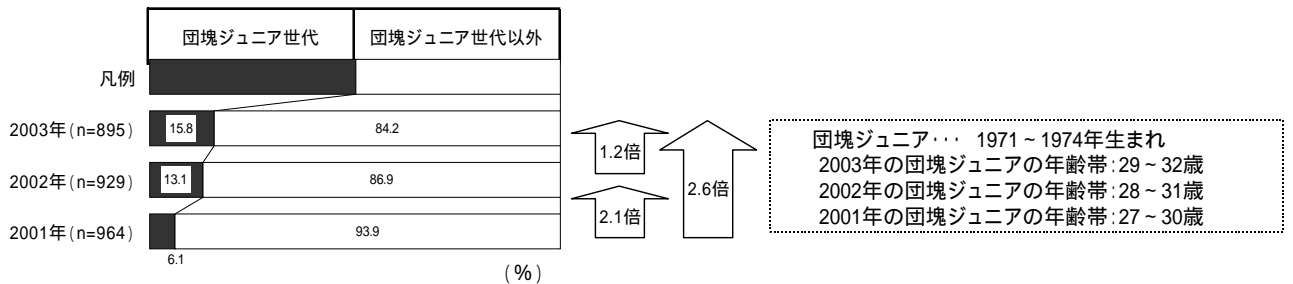 団塊ジュニア世代 団塊ジュニア世代以外
凡例
2003年(n=895) 15.8 84.2
2002年(n=929) 13.1 86.9
2001年(n=964) 93.9
6.1
(%)
1.2倍
2.1倍
2.6倍
団塊ジュニア・・・ 1971~1974年生まれ
2003年の団塊ジュニアの年齢帯:29~32歳
2002年の団塊ジュニアの年齢帯:28~31歳
2001年の団塊ジュニアの年齢帯:27~30歳